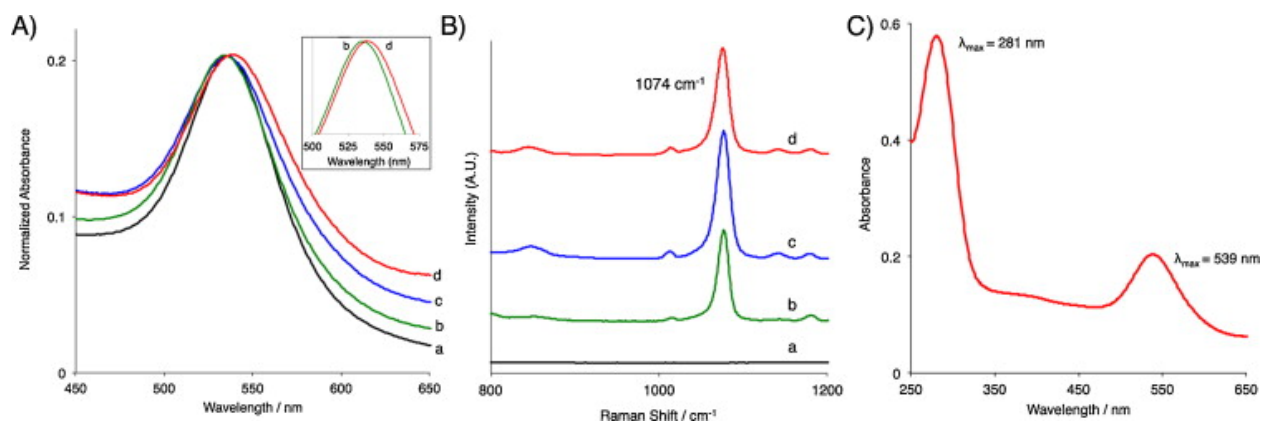 A)
Normalized Absorbance
0.2
0.1
0
450 500 550 600 650
Wavelength / nm
d
c
b
a
b d
500 525 550 575
Wavelength (nm)
B)
Intensity (A.U.)
1074 cm⁻¹
d
c
b
a
800 1000 1200
Raman Shift / cm⁻¹
C)
Absorbance
0.6
0.4
0.2
0
λmax = 281 nm
λmax = 539 nm
250 350 450 550 650
Wavelength / nm